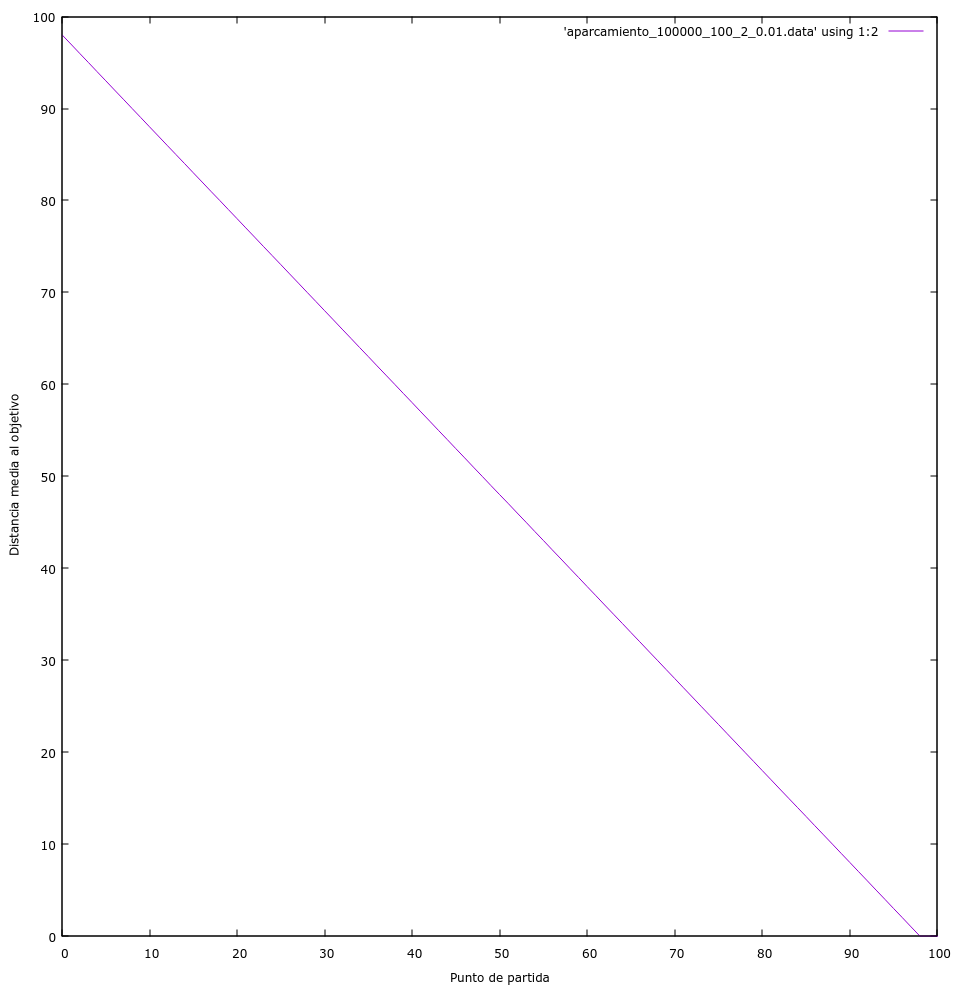 'aparcamiento_100000_100_2_0.01.data' using 1:2
100
90
80
70
60
50
40
30
20
10
0
Distancia media al objetivo
0 10 20 30 40 50 60 70 80 90 100
Punto de partida